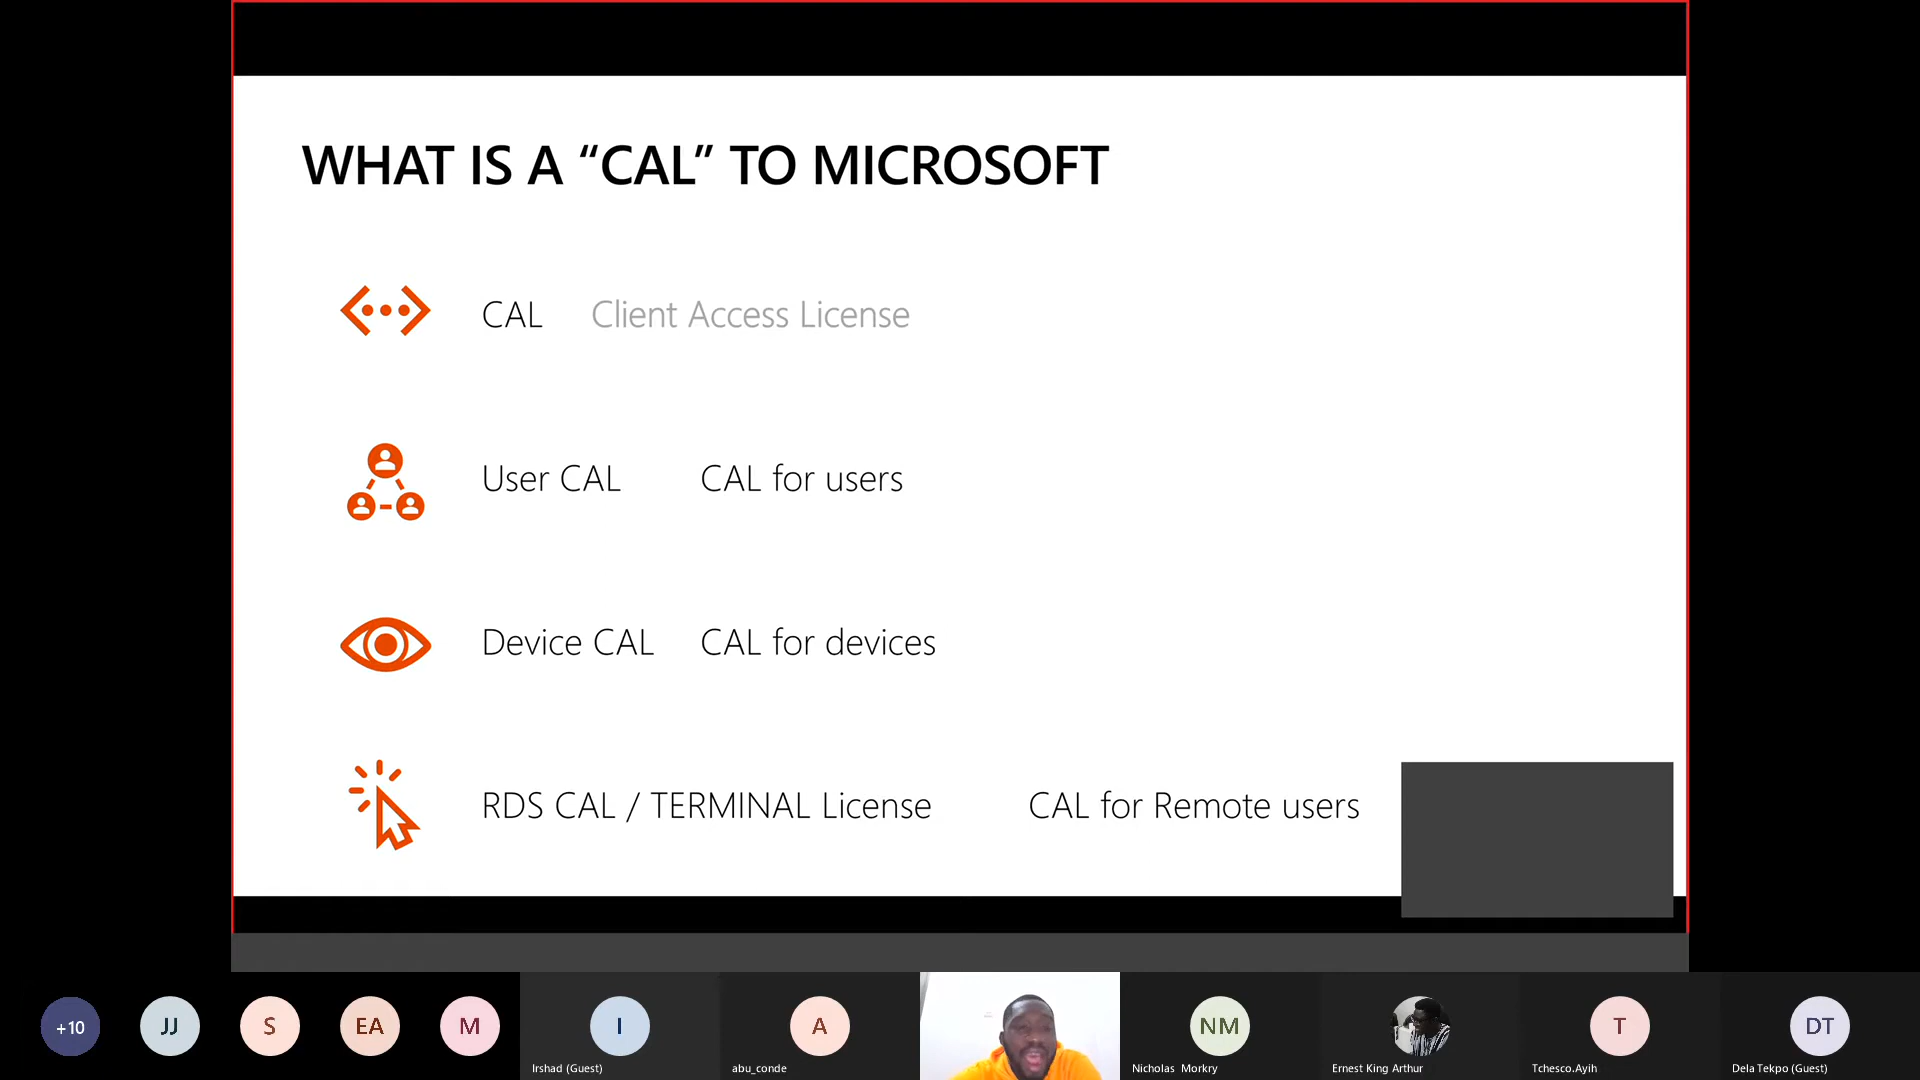 WHAT IS A “CAL” TO MICROSOFT
CAL Client Access License
User CAL CAL for users
Device CAL CAL for devices
RDS CAL / TERMINAL License CAL for Remote users
+10 JJ S EA M I A NM T DT
Irshad (Guest) abu_conde Nicholas Morkry Ernest King Arthur Tchesco.Ayih Dela Tekpo (Guest)